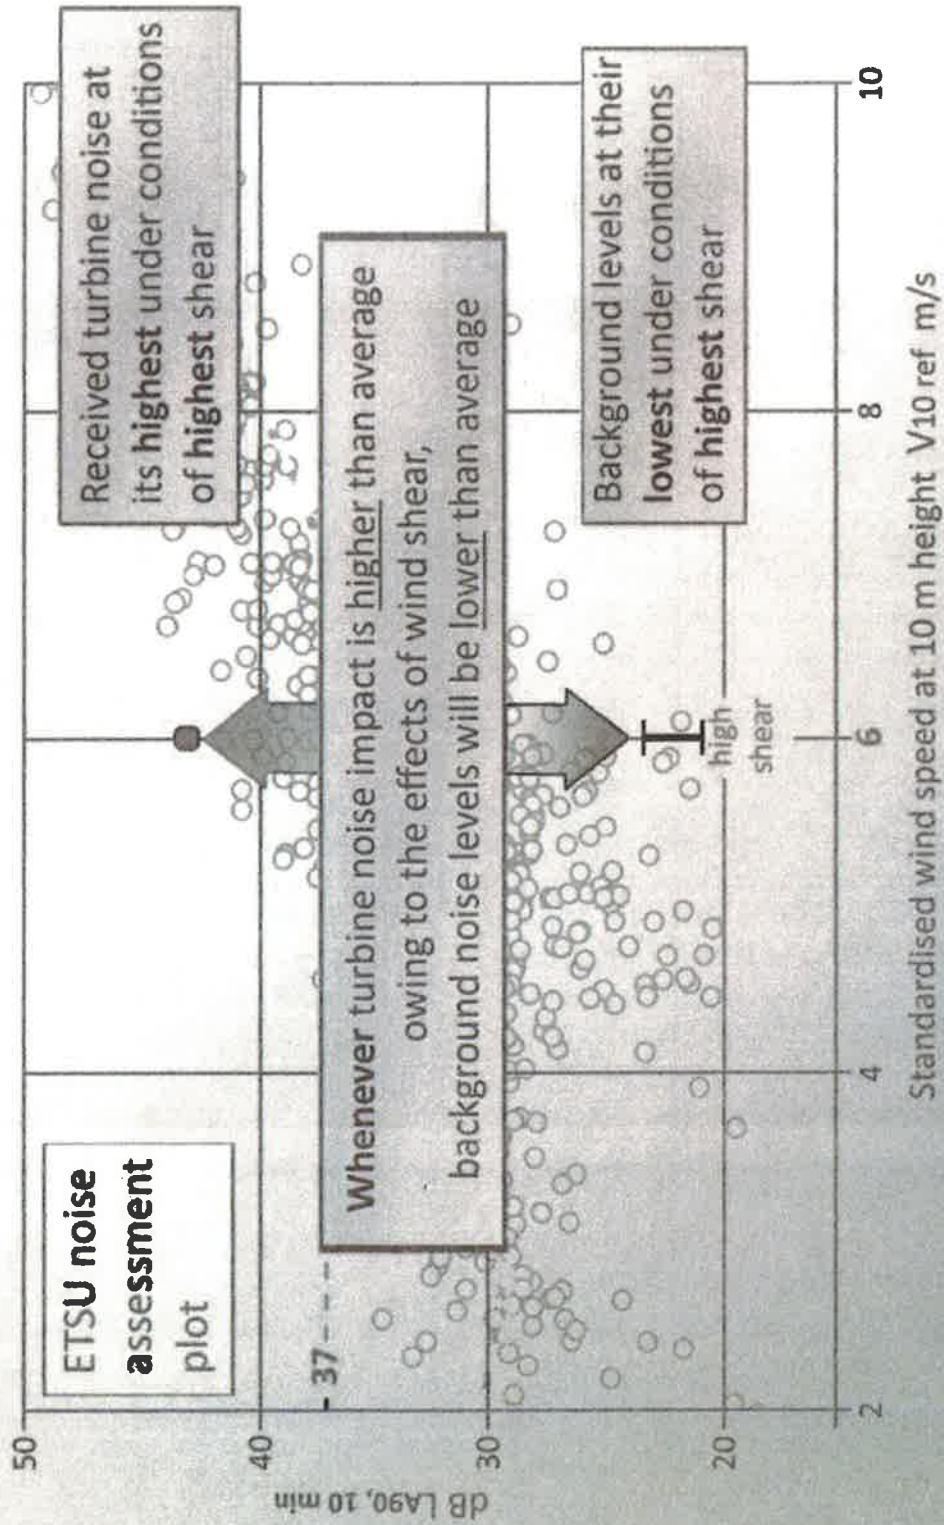 ETSU noise
assessment
plot
Received turbine noise at
its highest under conditions
of highest shear
Whenever turbine noise impact is higher than average
owing to the effects of wind shear,
background noise levels will be lower than average
Background levels at their
lowest under conditions
of highest shear
high
shear
50
40
37
30
20
dB LA90, 10 min
2
4
6
8
10
Standardised wind speed at 10 m height V10 ref m/s